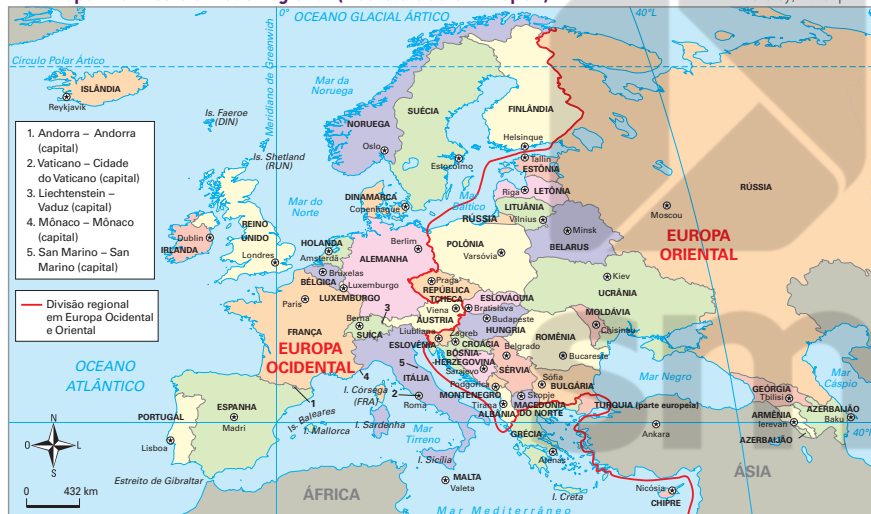 OCEANO GLACIAL ÁRTICO
0°
40°L
Círculo Polar Ártico
Meridiano de Greenwich
ISLÂNDIA
Reykjavik
Mar da
Noruega
Is. Faeroe
(DIN)
Is. Shetland
(RUN)
NORUEGA
Oslo
SUÉCIA
Estocolmo
FINLÂNDIA
Helsinque
Tallin
ESTÔNIA
Riga
LETÔNIA
LITUÂNIA
Vilnius
RÚSSIA
RÚSSIA
Moscou
Mar
Báltico
Mar do
Norte
1. Andorra – Andorra
(capital)
2. Vaticano – Cidade
do Vaticano (capital)
3. Liechtenstein –
Vaduz (capital)
4. Mônaco – Mônaco
(capital)
5. San Marino – San
Marino (capital)
Divisão regional
em Europa Ocidental
e Oriental
DINAMARCA
Copenhague
REINO
UNIDO
Dublin
IRLANDA
Londres
HOLANDA
Amsterdã
BÉLGICA
Bruxelas
LUXEMBURGO
Luxemburgo
Berlim
ALEMANHA
POLÔNIA
Varsóvia
Minsk
BELARUS
EUROPA
ORIENTAL
Kiev
UCRÂNIA
Paris
FRANÇA
Praga
REPÚBLICA
TCHECA
ESLOVÁQUIA
Bratislava
Viena
ÁUSTRIA
Budapeste
HUNGRIA
MOLDÁVIA
Chisinau
Berna
SUÍÇA
3
Liubliana
ESLOVÊNIA
Zagreb
CROÁCIA
BÓSNIA-
-HERZEGOVINA
Sarajevo
Belgrado
SÉRVIA
ROMÊNIA
Bucareste
EUROPA
OCIDENTAL
OCEANO
ATLÂNTICO
5
4
ITÁLIA
2
Roma
I. Córsega
(FRA)
I. Sardenha
Podgorica
MONTENEGRO
Tirana
ALBÂNIA
Skopje
MACEDÔNIA
DO NORTE
Sófia
BULGÁRIA
Mar Negro
Mar
Cáspio
GEÓRGIA
Tbilisi
ARMÊNIA
Ierevan
AZERBAIJÃO
Baku
AZERBAIJÃO
40°
PORTUGAL
Lisboa
ESPANHA
Madri
1
Is. Baleares
I. Mallorca
Mar
Tirreno
I. Sicília
GRÉCIA
Atenas
TURQUIA (parte europeia)
Ankara
Estreito de Gibraltar
MALTA
Valeta
I. Creta
Nicósia
CHIPRE
ÁFRICA
ÁSIA
Mar Mediterrâneo
N
O
L
S
0
432 km
sm